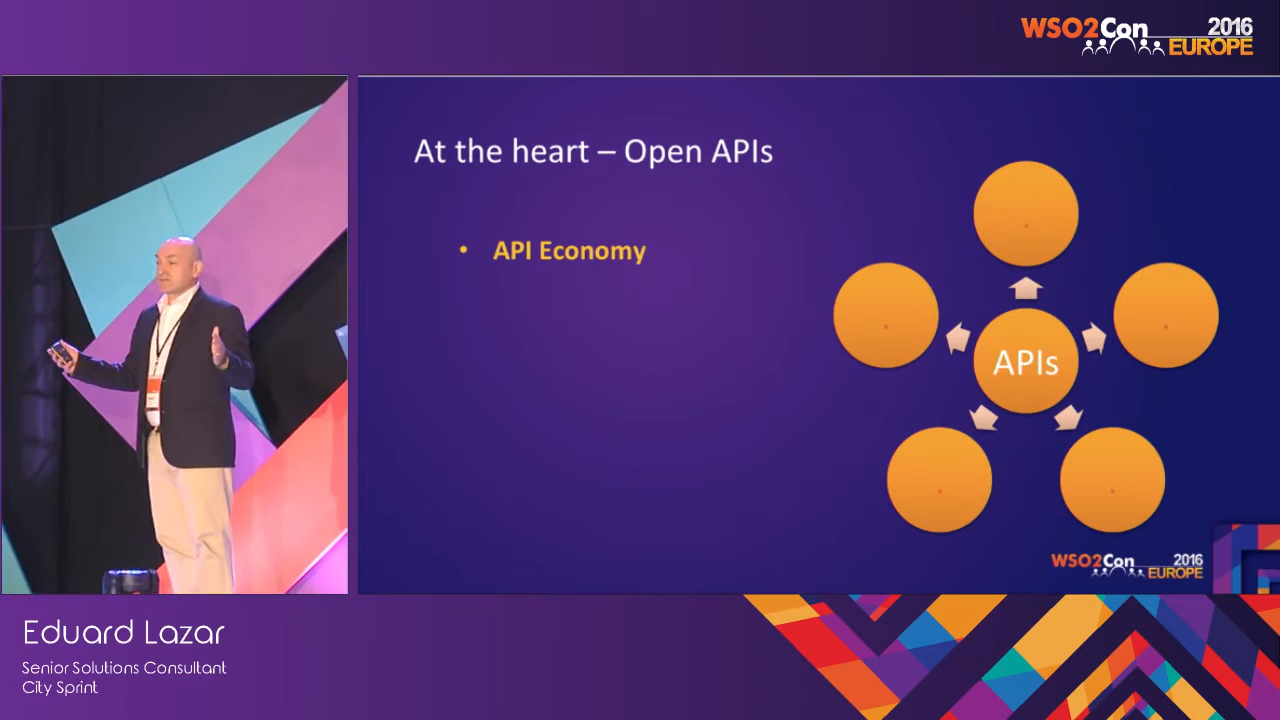 WSO2Con 2016
EUROPE
At the heart – Open APIs
• API Economy
APIs
WSO2Con 2016
EUROPE
Eduard Lazar
Senior Solutions Consultant
City Sprint